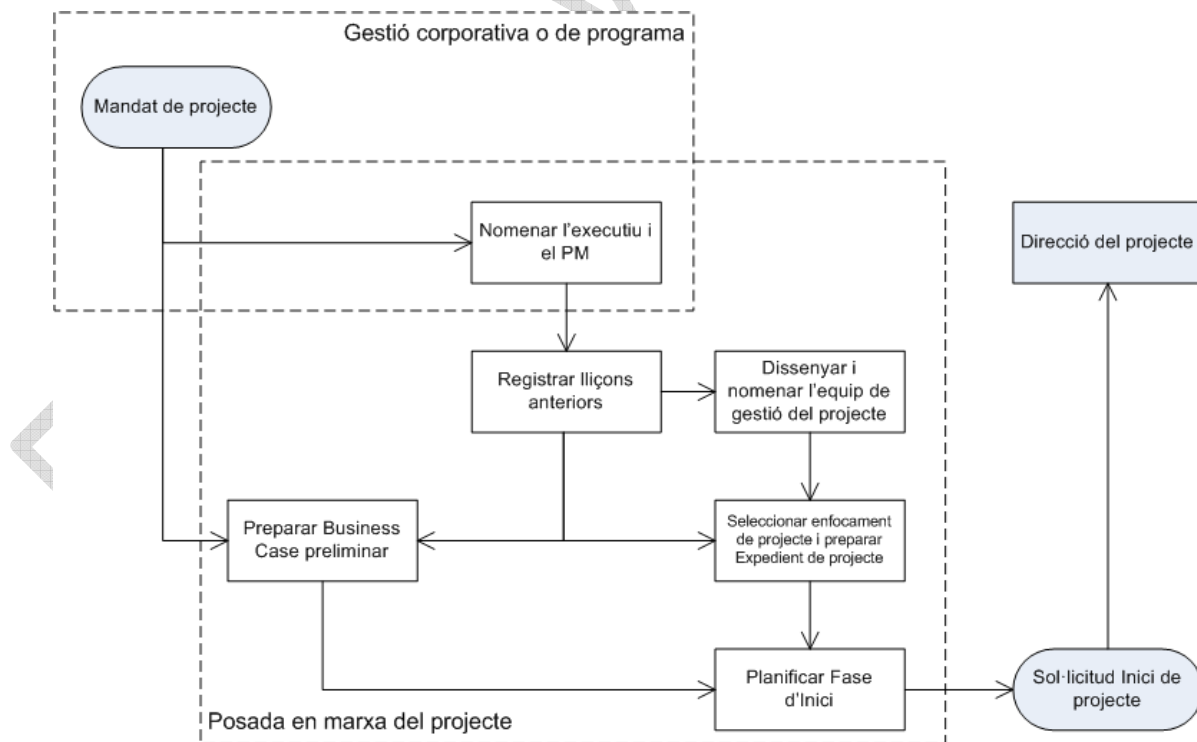 Gestió corporativa o de programa
Mandat de projecte
Nomenar l'executiu i
el PM
Direcció del projecte
Registrar lliçons
anteriors
Dissenyar i
nomenar l'equip de
gestió del projecte
Preparar Business
Case preliminar
Seleccionar enfocament
de projecte i preparar
Expedient de projecte
Planificar Fase
d'Inici
Sol·licitud Inici de
projecte
Posada en marxa del projecte